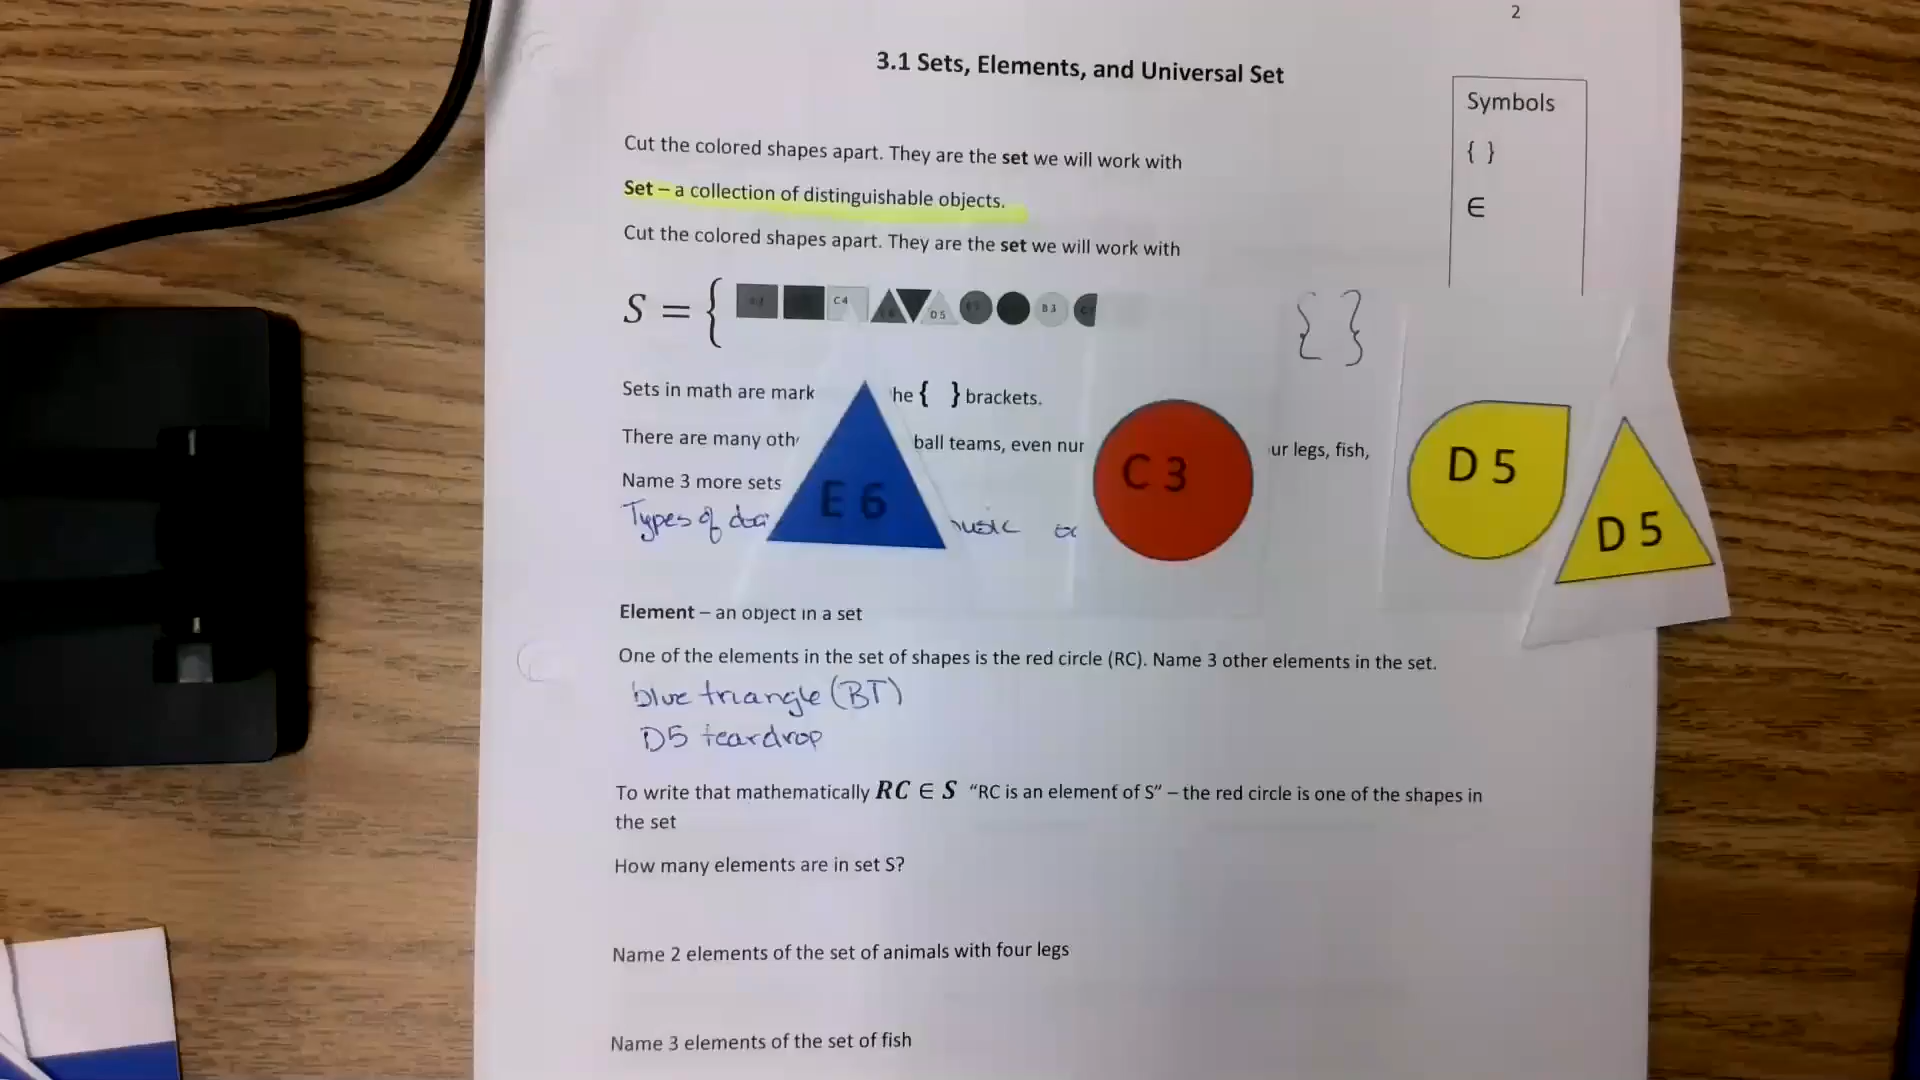 2
3.1 Sets, Elements, and Universal Set
Symbols
{ }
∈
Cut the colored shapes apart. They are the set we will work with
Set – a collection of distinguishable objects.
Cut the colored shapes apart. They are the set we will work with
S = { C 4 D 5 B 3
{ }
Sets in math are mark he { } brackets.
There are many oth ball teams, even nur ur legs, fish,
Name 3 more sets
Types of
E 6
C 3
D 5
D 5
Element – an object in a set
One of the elements in the set of shapes is the red circle (RC). Name 3 other elements in the set.
blue triangle (BT)
D5 teardrop
To write that mathematically RC ∈ S “RC is an element of S” – the red circle is one of the shapes in
the set
How many elements are in set S?
Name 2 elements of the set of animals with four legs
Name 3 elements of the set of fish